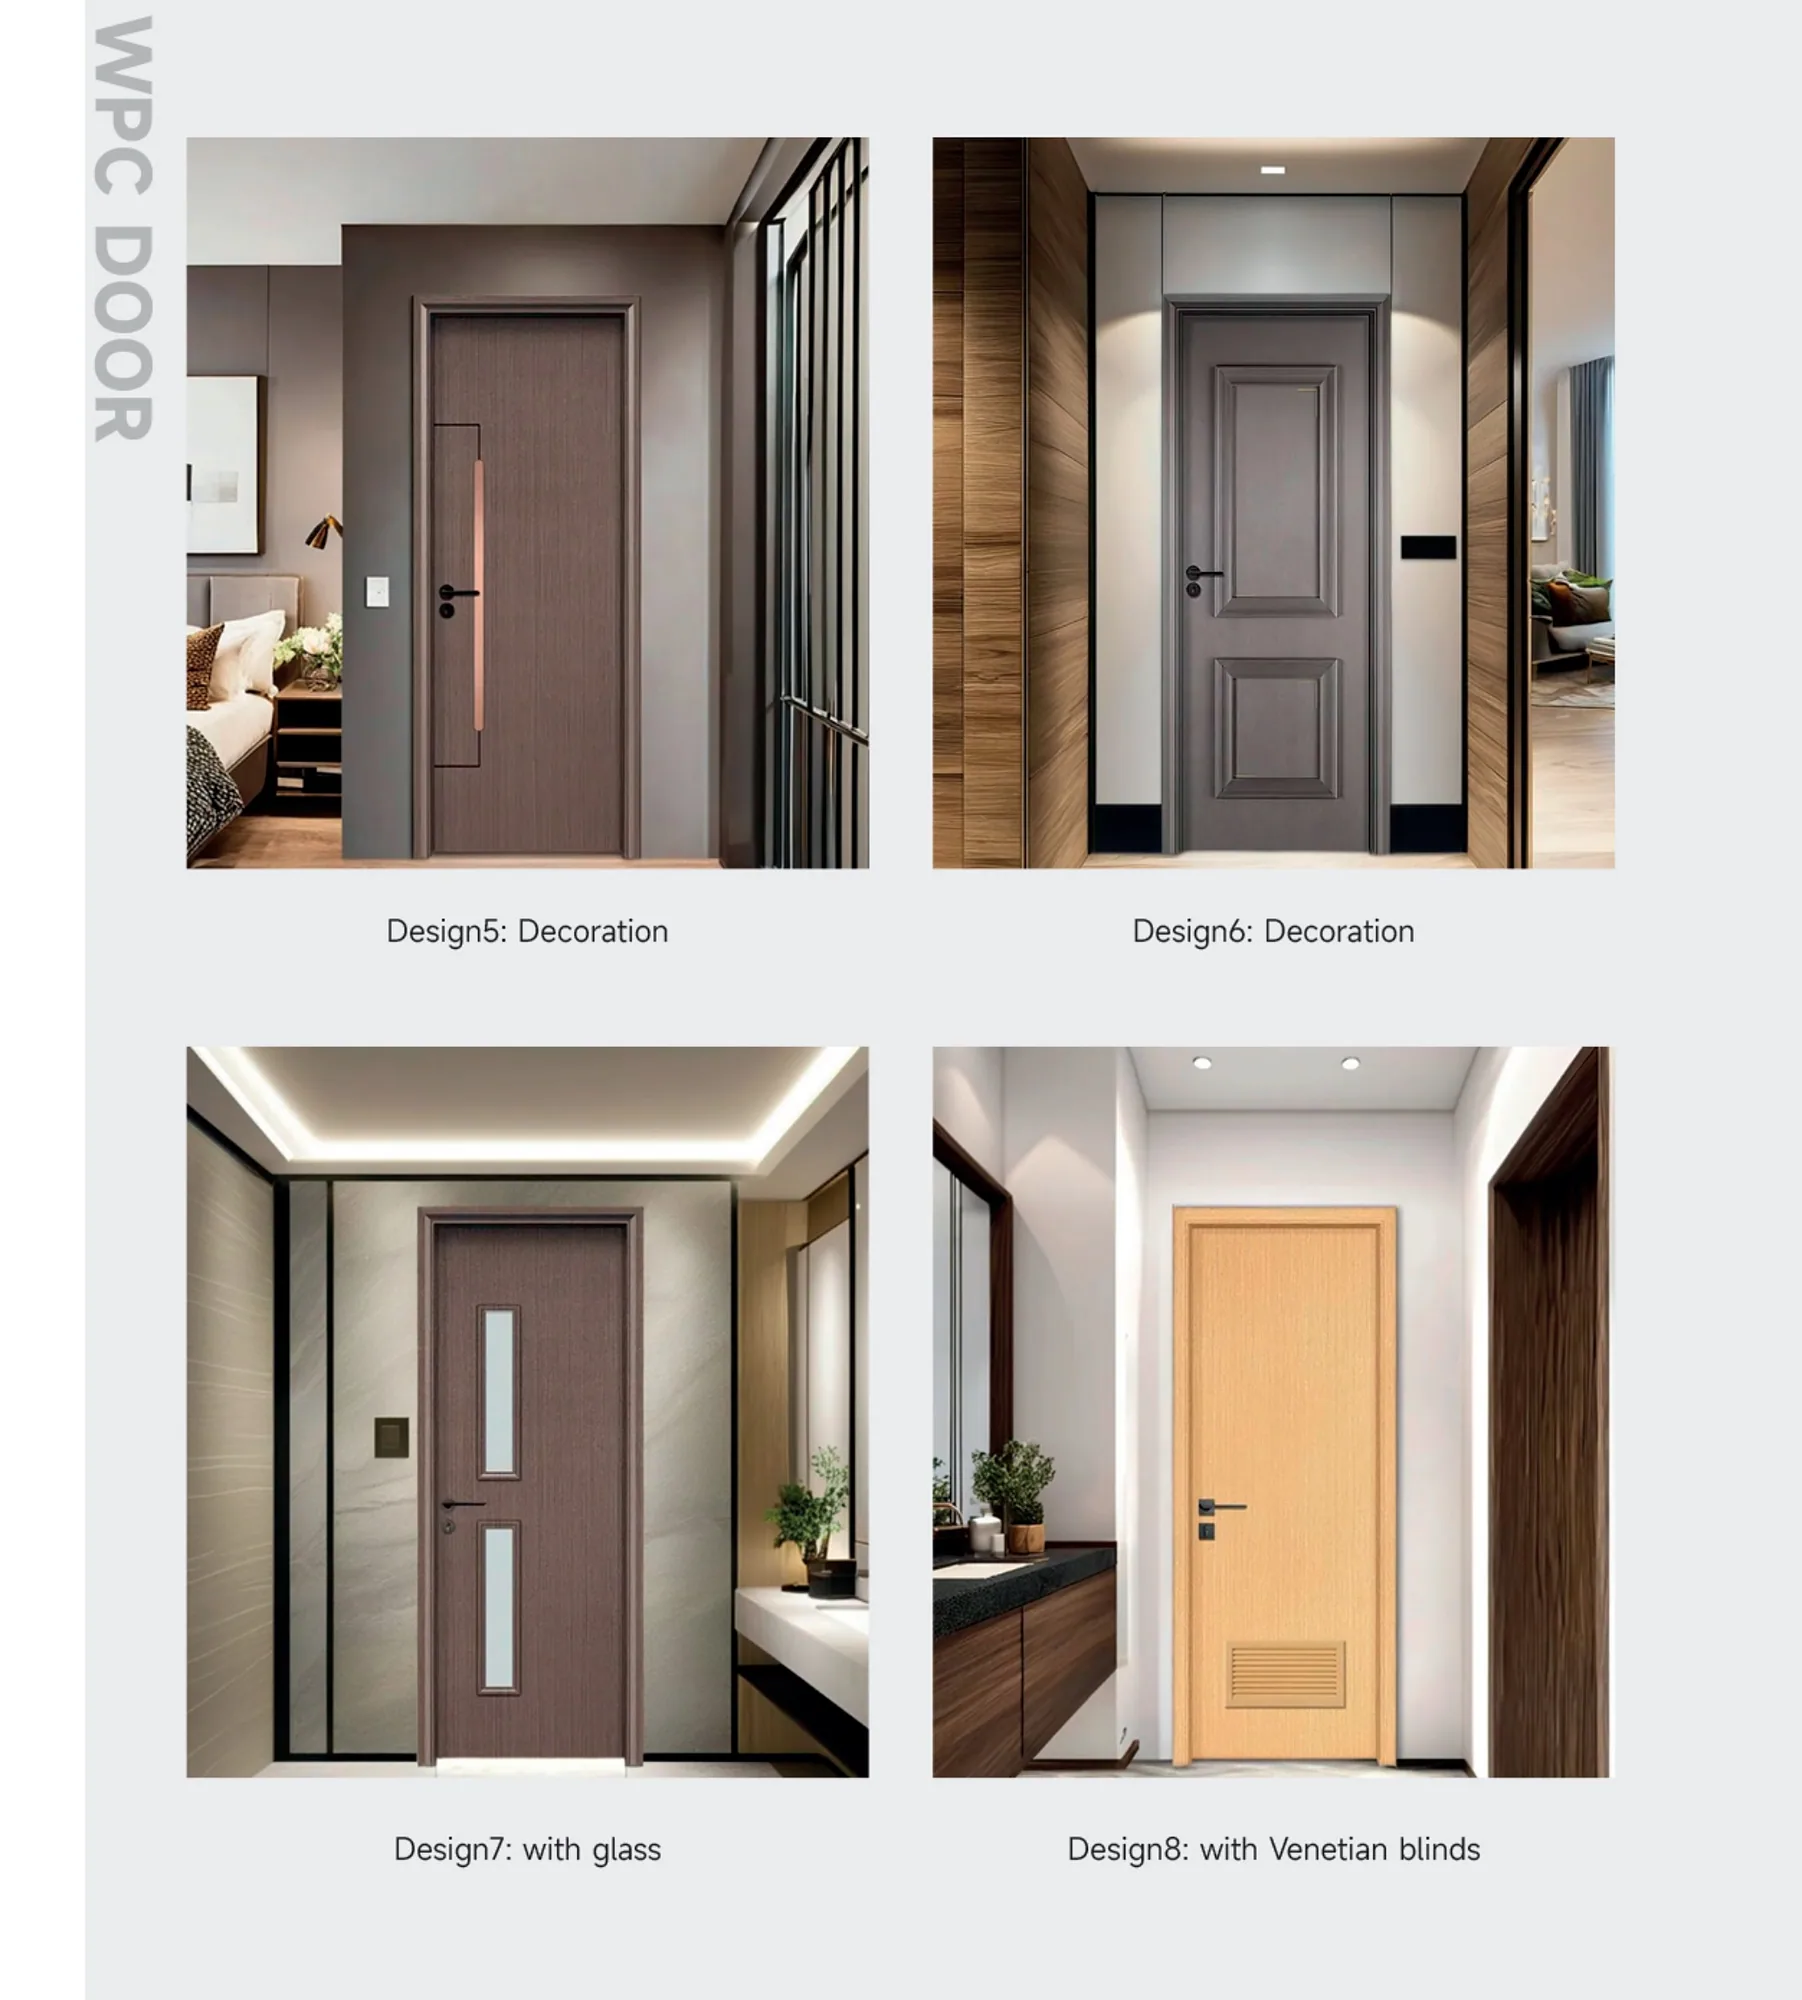 WPC DOOR
Design5: Decoration
Design6: Decoration
Design7: with glass
Design8: with Venetian blinds